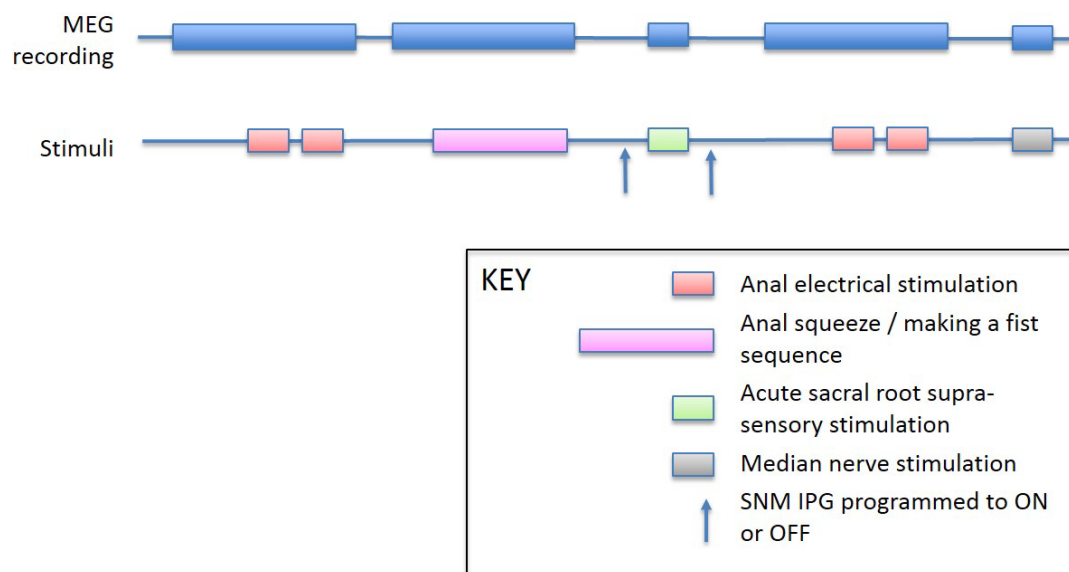 MEG
recording
Stimuli
KEY
Anal electrical stimulation
Anal squeeze / making a fist
sequence
Acute sacral root supra-
sensory stimulation
Median nerve stimulation
SNM IPG programmed to ON
or OFF